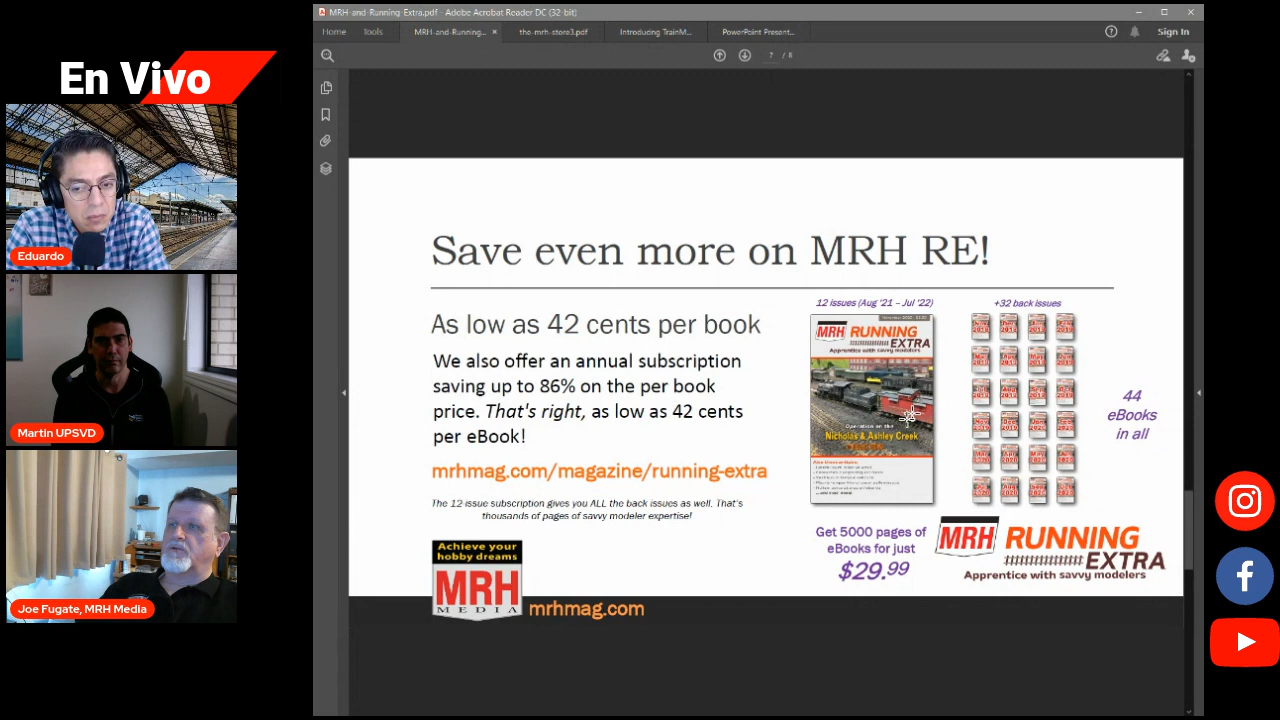 En Vivo
Eduardo
Martin UPSVD
Joe Fugate, MRH Media
MRH-and-Running-Extra.pdf - Adobe Acrobat Reader DC (32-bit)
Home
Tools
MRH-and-Running...
the-mrh-store3.pdf
Introducing TrainM...
PowerPoint Present...
Sign In
7 / 8
Save even more on MRH RE!
As low as 42 cents per book
We also offer an annual subscription
saving up to 86% on the per book
price. That's right, as low as 42 cents
per eBook!
mrhmag.com/magazine/running-extra
The 12 issue subscription gives you ALL the back issues as well. That's
thousands of pages of savvy modeler expertise!
Achieve your
hobby dreams
MRH
MEDIA
mrhmag.com
12 issues (Aug '21 – Jul '22)
MRH RUNNING
EXTRA
Apprentice with savvy modelers
Operation on the
Nicholas & Ashley Creek
+32 back issues
44
eBooks
in all
Get 5000 pages of
eBooks for just
$29.99
MRH RUNNING
EXTRA
Apprentice with savvy modelers